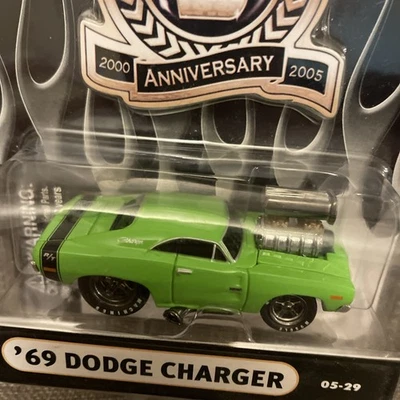 2000 ANNIVERSARY 2005
WARNING:
R/T
'69 DODGE CHARGER
05-29